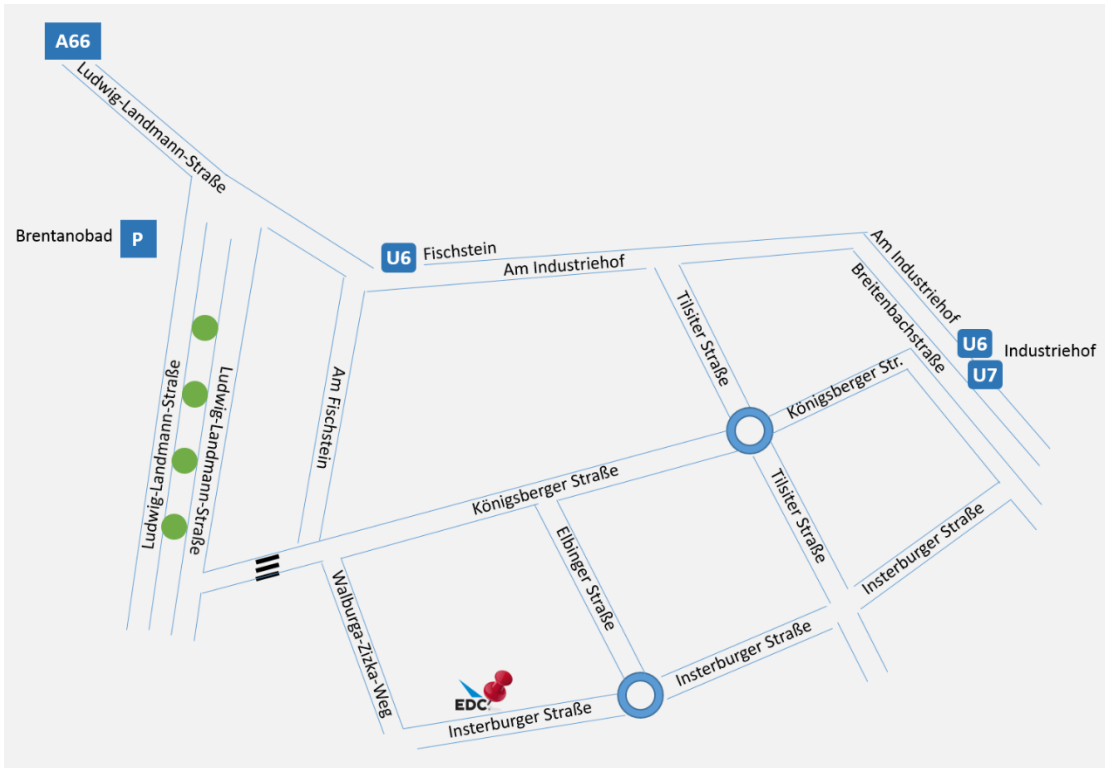 A66
Ludwig-Landmann-Straße
Brentanobad
P
U6
Fischstein
Am Industriehof
Am Industriehof
Breitenbachstraße
U6
U7
Industriehof
Tilsiter Straße
Königsberger Str.
Ludwig-Landmann-Straße
Ludwig-Landmann-Straße
Am Fischstein
Königsberger Straße
Tilsiter Straße
Elbinger Straße
Insterburger Straße
Walburga-Zizka-Weg
Insterburger Straße
EDC
Insterburger Straße